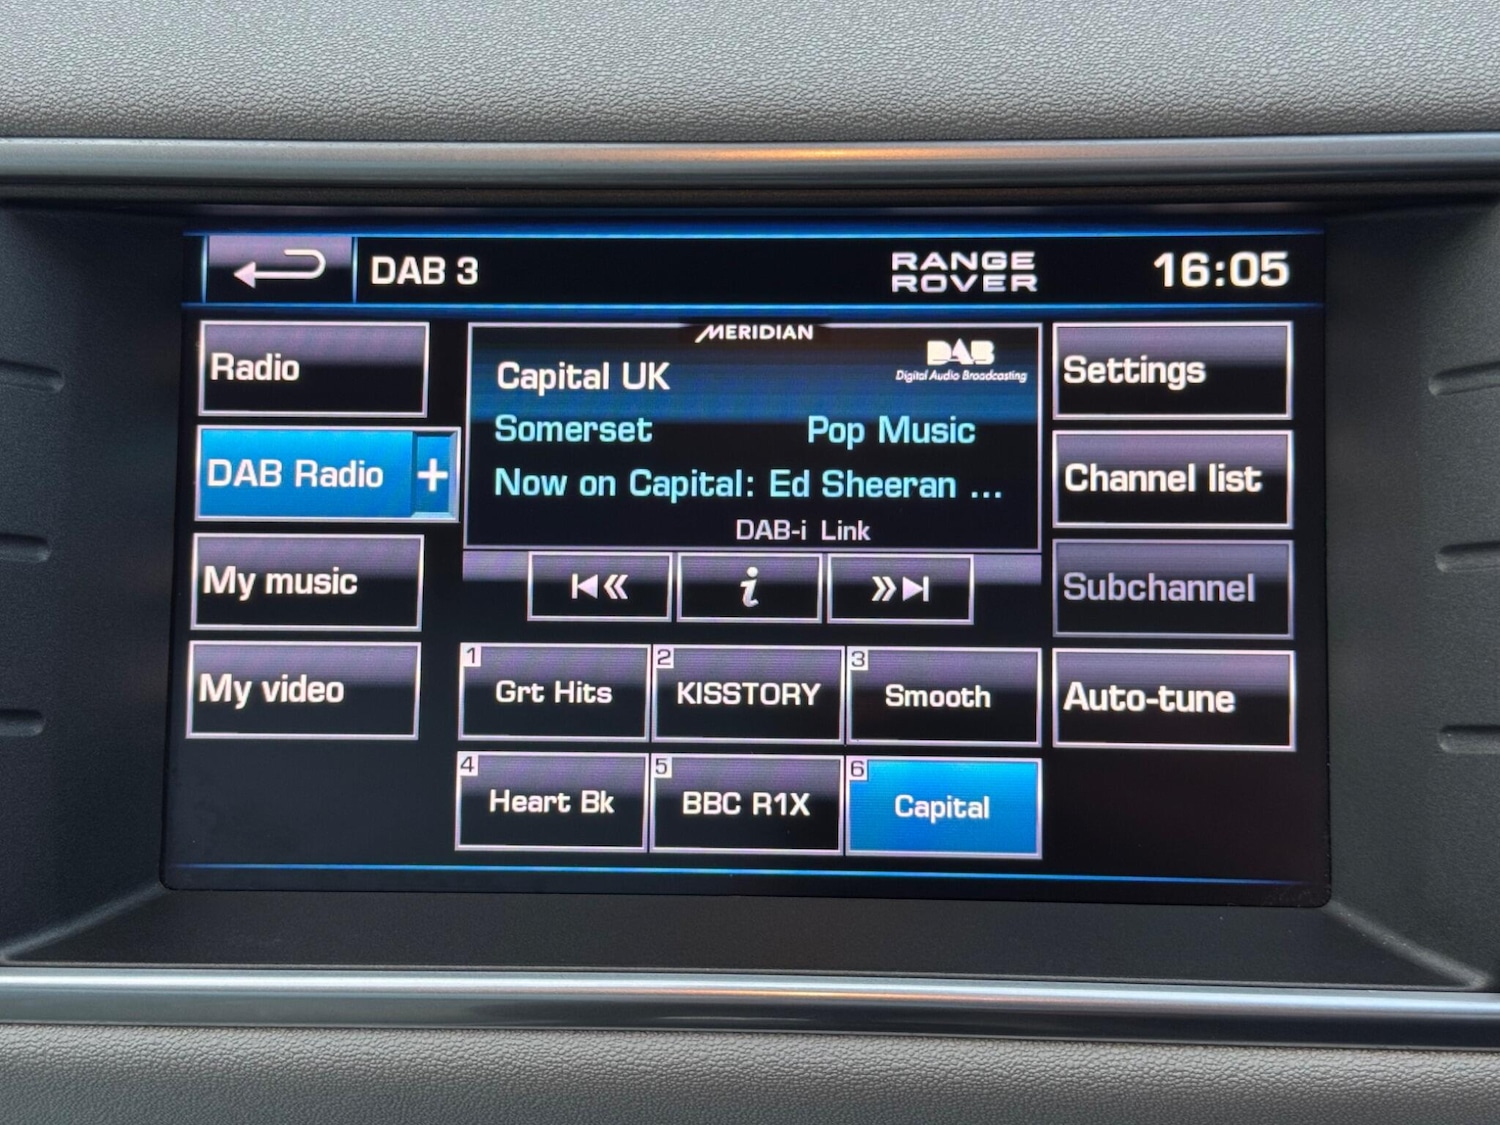 DAB 3
RANGE
ROVER
16:05
Radio
DAB Radio +
My music
My video
MERIDIAN
DAB
Digital Audio Broadcasting
Capital UK
Somerset Pop Music
Now on Capital: Ed Sheeran ...
DAB-i Link
i
1 Grt Hits
2 KISSTORY
3 Smooth
4 Heart Bk
5 BBC R1X
6 Capital
Settings
Channel list
Subchannel
Auto-tune